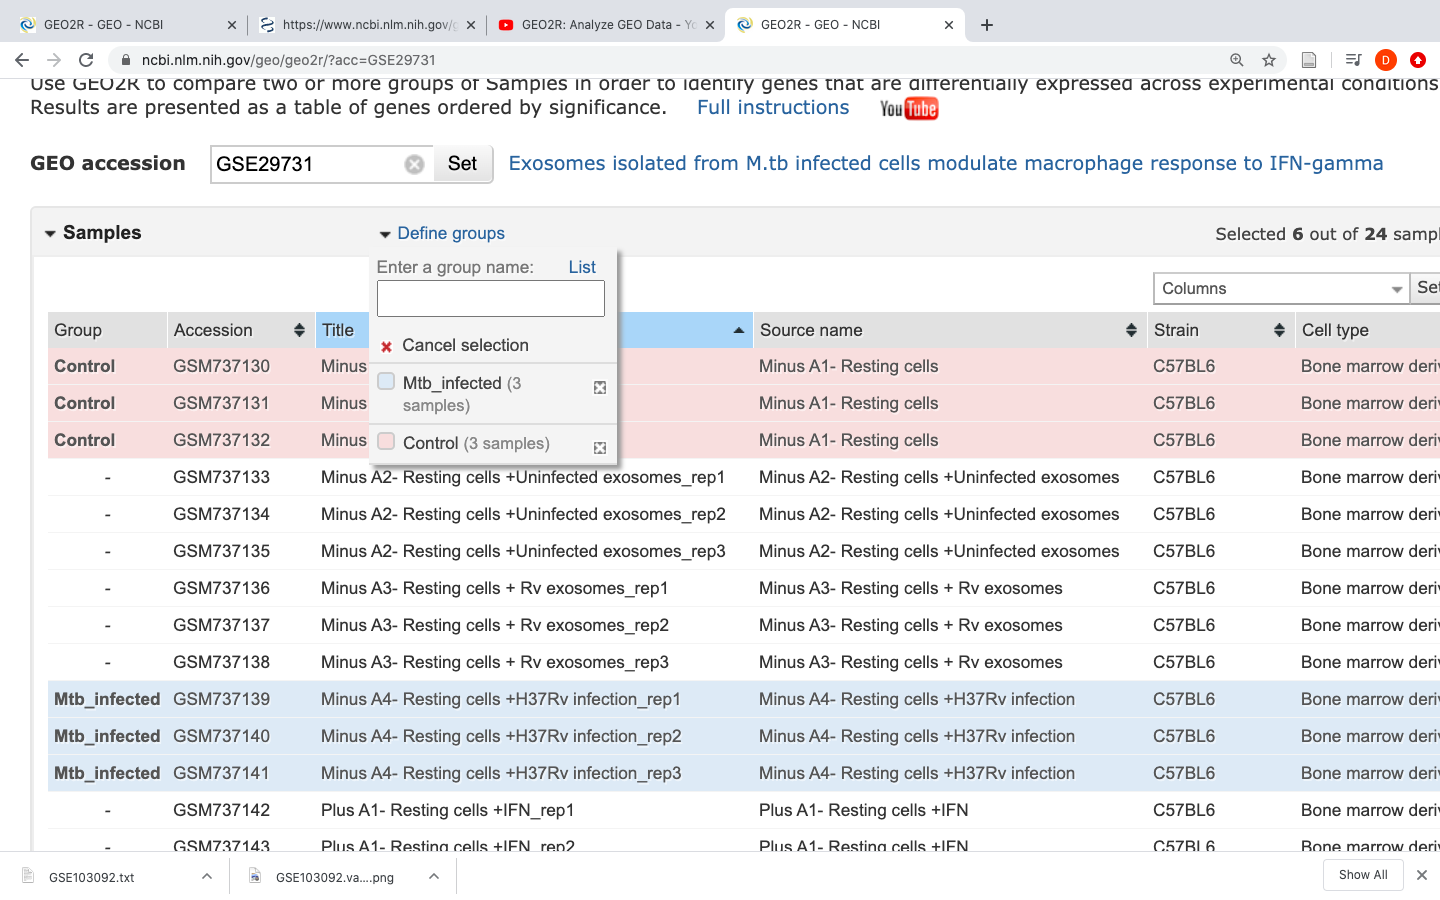 GEO2R - GEO - NCBI
https://www.ncbi.nlm.nih.gov/g
GEO2R: Analyze GEO Data - Yo
GEO2R - GEO - NCBI
ncbi.nlm.nih.gov/geo/geo2r/?acc=GSE29731
D
Use GEO2R to compare two or more groups of Samples in order to identify genes that are differentially expressed across experimental conditions
Results are presented as a table of genes ordered by significance. Full instructions YouTube
GEO accession GSE29731 Set Exosomes isolated from M.tb infected cells modulate macrophage response to IFN-gamma
Samples Define groups Selected 6 out of 24 sampl
Enter a group name: List
Columns Set
Group Accession Title Source name Strain Cell type
Cancel selection
Mtb_infected (3
samples)
Control (3 samples)
Control GSM737130 Minus Minus A1- Resting cells C57BL6 Bone marrow deriv
Control GSM737131 Minus Minus A1- Resting cells C57BL6 Bone marrow deriv
Control GSM737132 Minus Minus A1- Resting cells C57BL6 Bone marrow deriv
- GSM737133 Minus A2- Resting cells +Uninfected exosomes_rep1 Minus A2- Resting cells +Uninfected exosomes C57BL6 Bone marrow deriv
- GSM737134 Minus A2- Resting cells +Uninfected exosomes_rep2 Minus A2- Resting cells +Uninfected exosomes C57BL6 Bone marrow deriv
- GSM737135 Minus A2- Resting cells +Uninfected exosomes_rep3 Minus A2- Resting cells +Uninfected exosomes C57BL6 Bone marrow deriv
- GSM737136 Minus A3- Resting cells + Rv exosomes_rep1 Minus A3- Resting cells + Rv exosomes C57BL6 Bone marrow deriv
- GSM737137 Minus A3- Resting cells + Rv exosomes_rep2 Minus A3- Resting cells + Rv exosomes C57BL6 Bone marrow deriv
- GSM737138 Minus A3- Resting cells + Rv exosomes_rep3 Minus A3- Resting cells + Rv exosomes C57BL6 Bone marrow deriv
Mtb_infected GSM737139 Minus A4- Resting cells +H37Rv infection_rep1 Minus A4- Resting cells +H37Rv infection C57BL6 Bone marrow deriv
Mtb_infected GSM737140 Minus A4- Resting cells +H37Rv infection_rep2 Minus A4- Resting cells +H37Rv infection C57BL6 Bone marrow deriv
Mtb_infected GSM737141 Minus A4- Resting cells +H37Rv infection_rep3 Minus A4- Resting cells +H37Rv infection C57BL6 Bone marrow deriv
- GSM737142 Plus A1- Resting cells +IFN_rep1 Plus A1- Resting cells +IFN C57BL6 Bone marrow deriv
- GSM737143 Plus A1- Resting cells +IFN_rep2 Plus A1- Resting cells +IFN C57BL6 Bone marrow deriv
GSE103092.txt GSE103092.va....png Show All